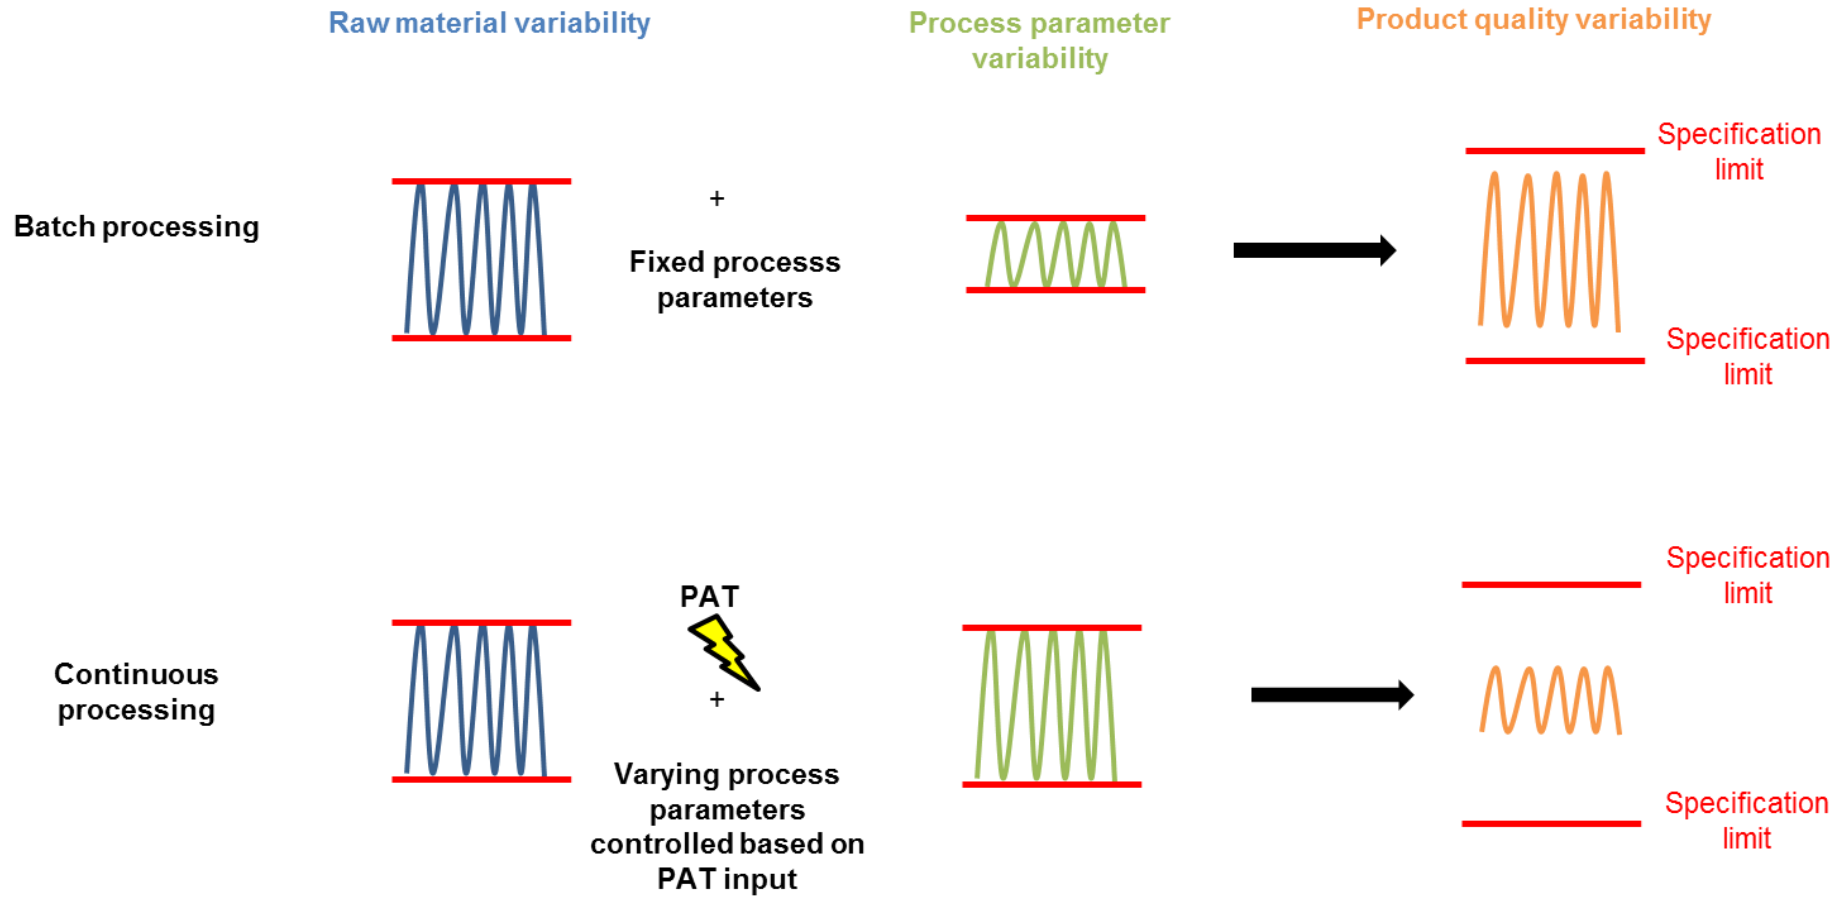 Raw material variability
Process parameter
variability
Product quality variability
Batch processing
+
Fixed processs
parameters
Specification
limit
Specification
limit
Continuous
processing
PAT
+
Varying process
parameters
controlled based on
PAT input
Specification
limit
Specification
limit